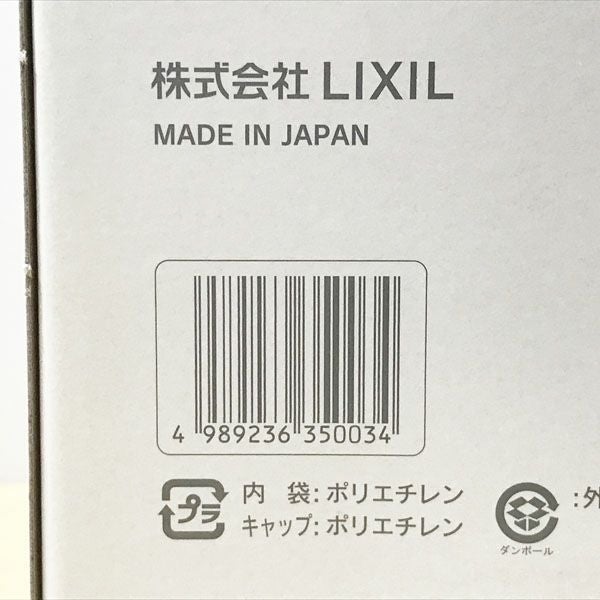 株式会社 LIXIL
MADE IN JAPAN
4 989236 350034
プラ
内 袋:ポリエチレン
キャップ:ポリエチレン
:外
ダンボール